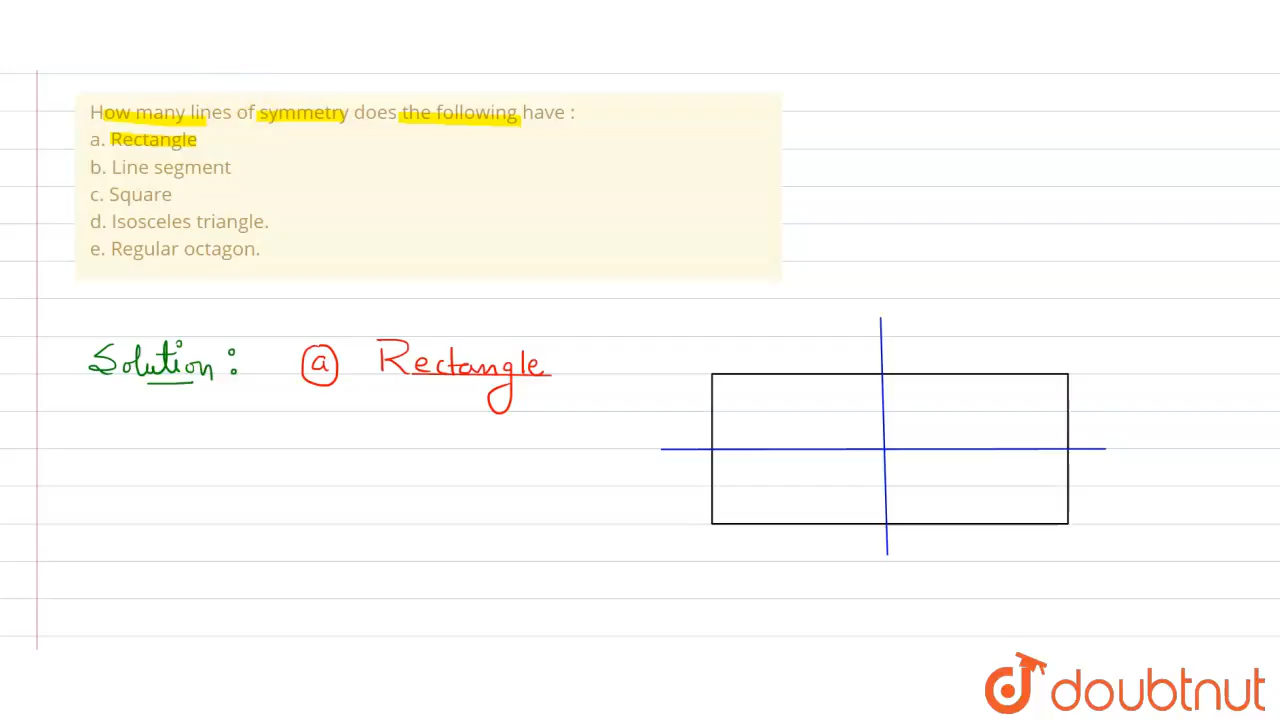 How many lines of symmetry does the following have :
a. Rectangle
b. Line segment
c. Square
d. Isosceles triangle.
e. Regular octagon.
Solution : (a) Rectangle
doubtnut